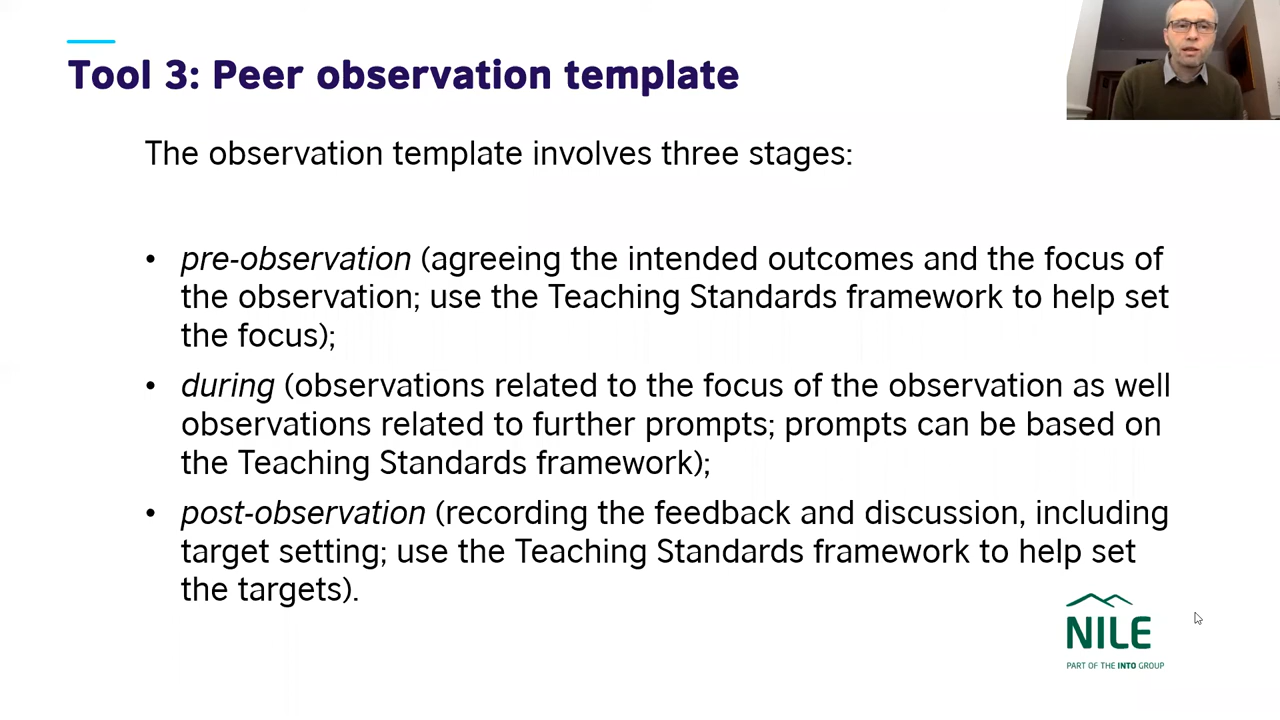 Tool 3: Peer observation template
The observation template involves three stages:
• pre-observation (agreeing the intended outcomes and the focus of
the observation; use the Teaching Standards framework to help set
the focus);
• during (observations related to the focus of the observation as well
observations related to further prompts; prompts can be based on
the Teaching Standards framework);
• post-observation (recording the feedback and discussion, including
target setting; use the Teaching Standards framework to help set
the targets).
NILE
PART OF THE INTO GROUP